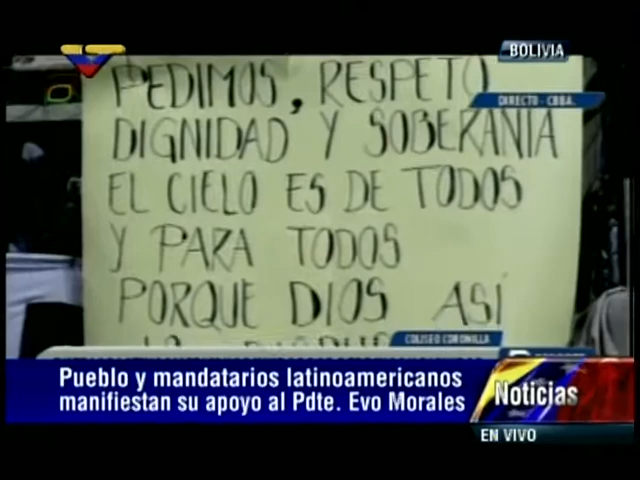 BOLIVIA
DIRECTO - CBBA.
PEDIMOS, RESPETO
DIGNIDAD Y SOBERANIA
EL CIELO ES DE TODOS
Y PARA TODOS
PORQUE DIOS ASÍ
COLISEO CORONILLA
Pueblo y mandatarios latinoamericanos
manifiestan su apoyo al Pdte. Evo Morales
Noticias
EN VIVO